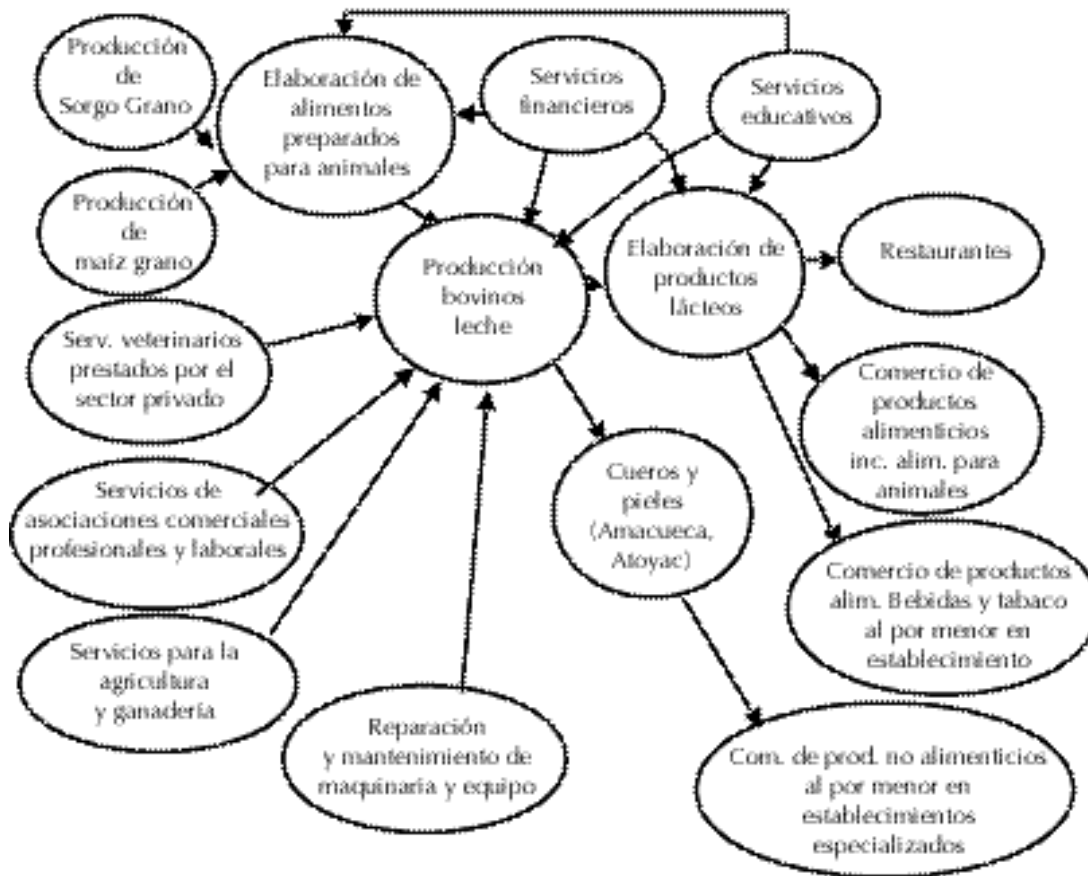 Producción
de
Sorgo Grano
Elaboración de
alimentos
preparados
para animales
Servicios
financieros
Servicios
educativos
Producción
de
maíz grano
Producción
bovinos
leche
Elaboración de
productos
lácteos
Restaurantes
Serv. veterinarios
prestados por el
sector privado
Comercio de
productos
alimenticios
inc. alim. para
animales
Servicios de
asociaciones comerciales
profesionales y laborales
Cueros y
pieles
(Amacueca,
Atoyac)
Comercio de productos
alim. Bebidas y tabaco
al por menor en
establecimiento
Servicios para la
agricultura
y ganadería
Reparación
y mantenimiento de
maquinaria y equipo
Com. de prod. no alimenticios
al por menor en
establecimientos
especializados